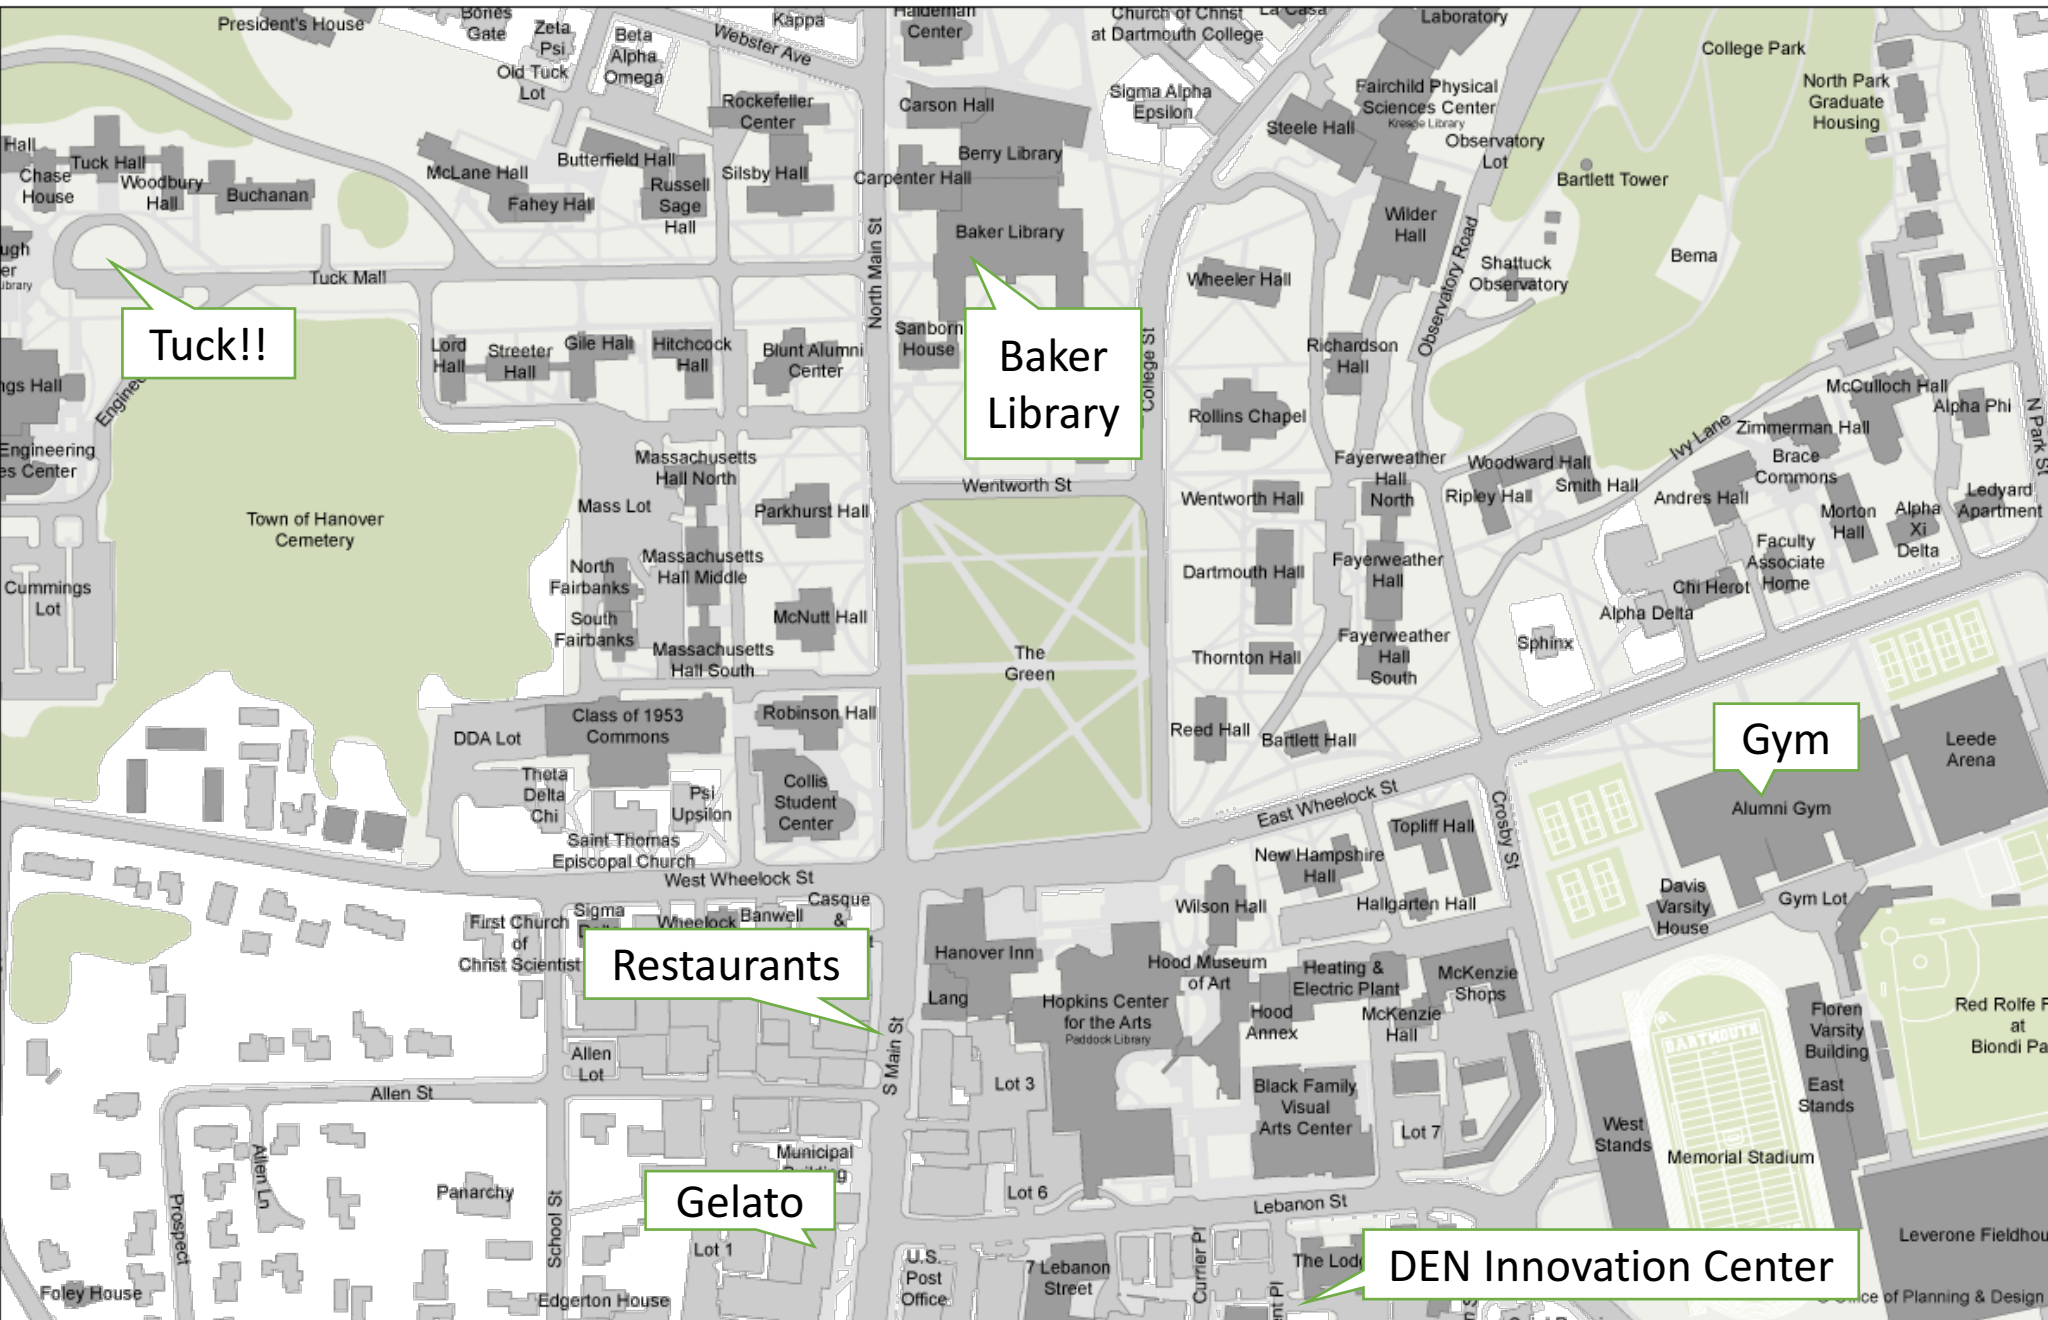 President's House
Bones
Gate
Zeta
Psi
Beta
Alpha
Omega
Old Tuck
Lot
Webster Ave
Kappa
Haldeman
Center
Church of Christ
at Dartmouth College
La Casa
Laboratory
College Park
North Park
Graduate
Housing
Rockefeller
Center
Carson Hall
Sigma Alpha
Epsilon
Fairchild Physical
Sciences Center
Kresge Library
Steele Hall
Observatory
Lot
Hall
Tuck Hall
Chase
House
Woodbury
Hall
Buchanan
McLane Hall
Fahey Hall
Butterfield Hall
Russell
Sage
Hall
Silsby Hall
Carpenter Hall
Berry Library
Baker Library
Bartlett Tower
Wilder
Hall
Bema
Shattuck
Observatory
Observatory Road
Wheeler Hall
Tuck Mall
North Main St
College St
Tuck!!
Baker
Library
Sanborn
House
Lord
Hall
Streeter
Hall
Gile Hall
Hitchcock
Hall
Blunt Alumni
Center
Richardson
Hall
Rollins Chapel
McCulloch Hall
Alpha Phi
N Park St
Ivy Lane
Zimmerman Hall
Brace
Commons
Engineering
Massachusetts
Hall North
Mass Lot
Parkhurst Hall
Wentworth St
Wentworth Hall
Fayerweather
Hall
North
Woodward Hall
Ripley Hall
Smith Hall
Andres Hall
Morton
Hall
Alpha
Xi
Delta
Ledyard
Apartment
Town of Hanover
Cemetery
Cummings
Lot
North
Fairbanks
South
Fairbanks
Massachusetts
Hall Middle
McNutt Hall
Massachusetts
Hall South
The
Green
Dartmouth Hall
Fayerweather
Hall
Thornton Hall
Fayerweather
Hall
South
Faculty
Associate
Home
Chi Herot
Alpha Delta
Sphinx
DDA Lot
Class of 1953
Commons
Robinson Hall
Reed Hall
Bartlett Hall
Gym
Alumni Gym
Leede
Arena
Theta
Delta
Chi
Psi
Upsilon
Collis
Student
Center
Saint Thomas
Episcopal Church
East Wheelock St
Crosby St
Topliff Hall
New Hampshire
Hall
West Wheelock St
Wilson Hall
Hallgarten Hall
Davis
Varsity
House
Gym Lot
First Church
of
Christ Scientist
Sigma
Wheelock
Banwell
Casque
&
Restaurants
Hanover Inn
Lang
Hopkins Center
for the Arts
Paddock Library
Hood Museum
of Art
Hood
Annex
Heating &
Electric Plant
McKenzie
Shops
McKenzie
Hall
Floren
Varsity
Building
East
Stands
Red Rolfe F
at
Biondi Pa
DARTMOUTH
Allen
Lot
S Main St
Lot 3
Allen St
Black Family
Visual
Arts Center
Lot 7
West
Stands
Memorial Stadium
Allen Ln
Prospect
Panarchy
School St
Municipal
Building
Gelato
Lot 6
Lebanon St
Lot 1
U.S.
Post
Office
7 Lebanon
Street
Currier Pl
The Lodge
DEN Innovation Center
Leverone Fieldhou
Foley House
Edgerton House
Office of Planning & Design